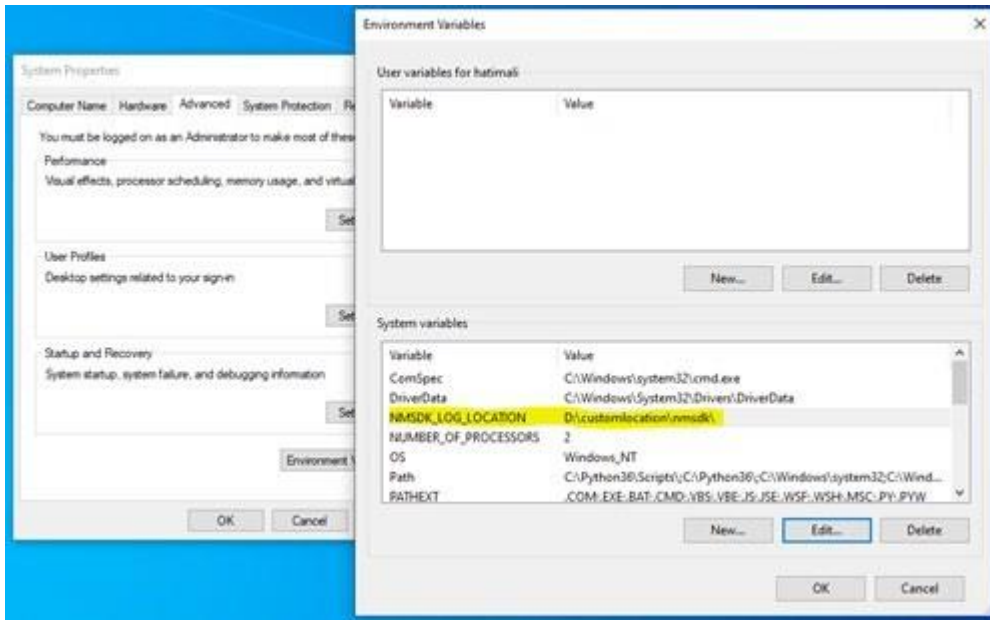 System Properties
Computer Name Hardware Advanced System Protection
You must be logged on as an Administrator to make most of these
Performance
Visual effects, processor scheduling, memory usage, and virtual
Set
User Profiles
Desktop settings related to your sign-in
Set
Startup and Recovery
System startup, system failure, and debugging information
Set
Environment V
OK Cancel
Environment Variables
User variables for hatimali
Variable Value
New... Edit... Delete
System variables
Variable Value
ComSpec C:\Windows\system32\cmd.exe
DriverData C:\Windows\System32\Drivers\DriverData
NMSDK_LOG_LOCATION D:\customlocation\nmsdk\
NUMBER_OF_PROCESSORS 2
OS Windows_NT
Path C:\Python36\Scripts\;C:\Python36\;C:\Windows\system32;C:\Wind...
PATHEXT .COM;.EXE;.BAT;.CMD;.VBS;.VBE;.JS;.JSE;.WSF;.WSH;.MSC;.PY;.PYW
New... Edit... Delete
OK Cancel